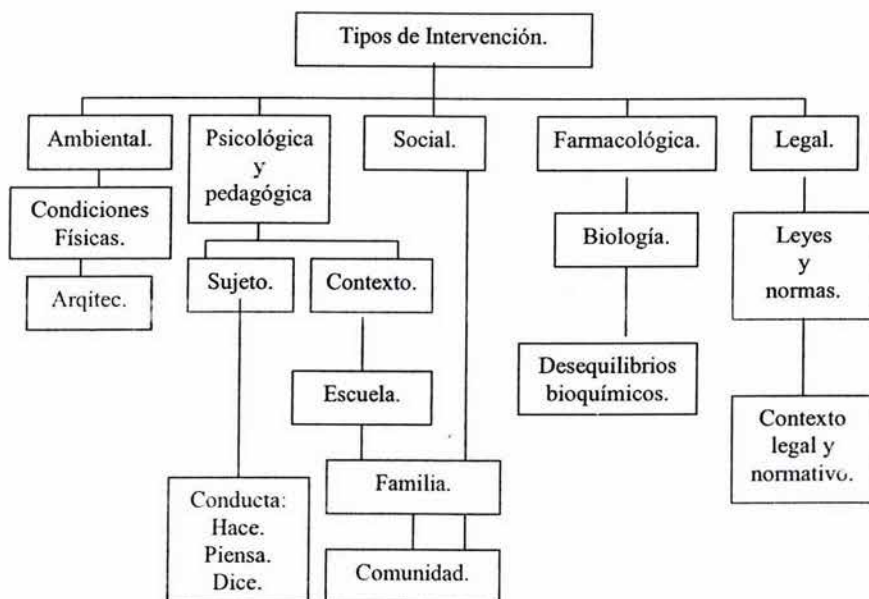 Tipos de Intervención.
Ambiental.
Psicológica
y
pedagógica
Social.
Farmacológica.
Legal.
Condiciones
Físicas.
Biología.
Leyes
y
normas.
Arqitec.
Sujeto.
Contexto.
Escuela.
Desequilibrios
bioquímicos.
Contexto
legal y
normativo.
Conducta:
Hace.
Piensa.
Dice.
Familia.
Comunidad.